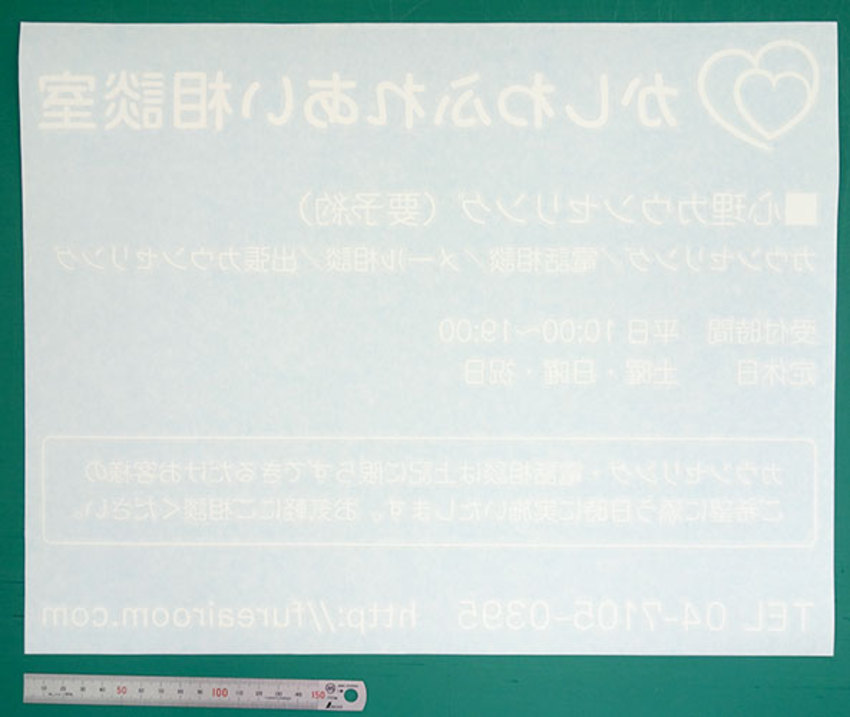 かしわふれあい相談室
■心理カウンセリング（要予約）
カウンセリング／電話相談／メール相談／出張カウンセリング
受付時間　平日 10:00～19:00
定休日　土曜・日曜・祝日
カウンセリング・電話相談は上記に限らずできるだけお客様の
ご希望に添う日時に実施いたします。お気軽にご相談ください。
TEL 04-7105-0395　http://fureairoom.com
50 100 150